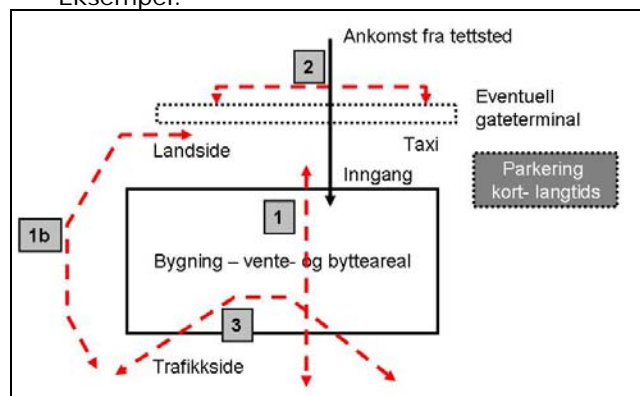 Eksempel:
Ankomst fra tettsted
2
Eventuell
gateterminal
Landside
Taxi
Parkering
kort- langtids
Inngang
1
1b
Bygning – vente- og bytteareal
3
Trafikkside